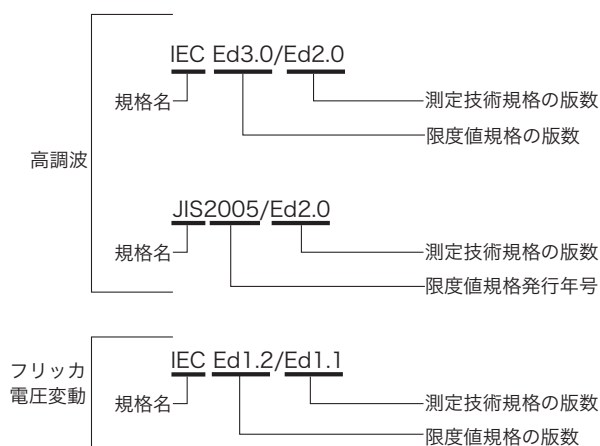 IEC Ed3.0/Ed2.0
規格名
測定技術規格の版数
限度値規格の版数
高調波
JIS2005/Ed2.0
規格名
測定技術規格の版数
限度値規格発行年号
フリッカ
電圧変動
IEC Ed1.2/Ed1.1
規格名
測定技術規格の版数
限度値規格の版数